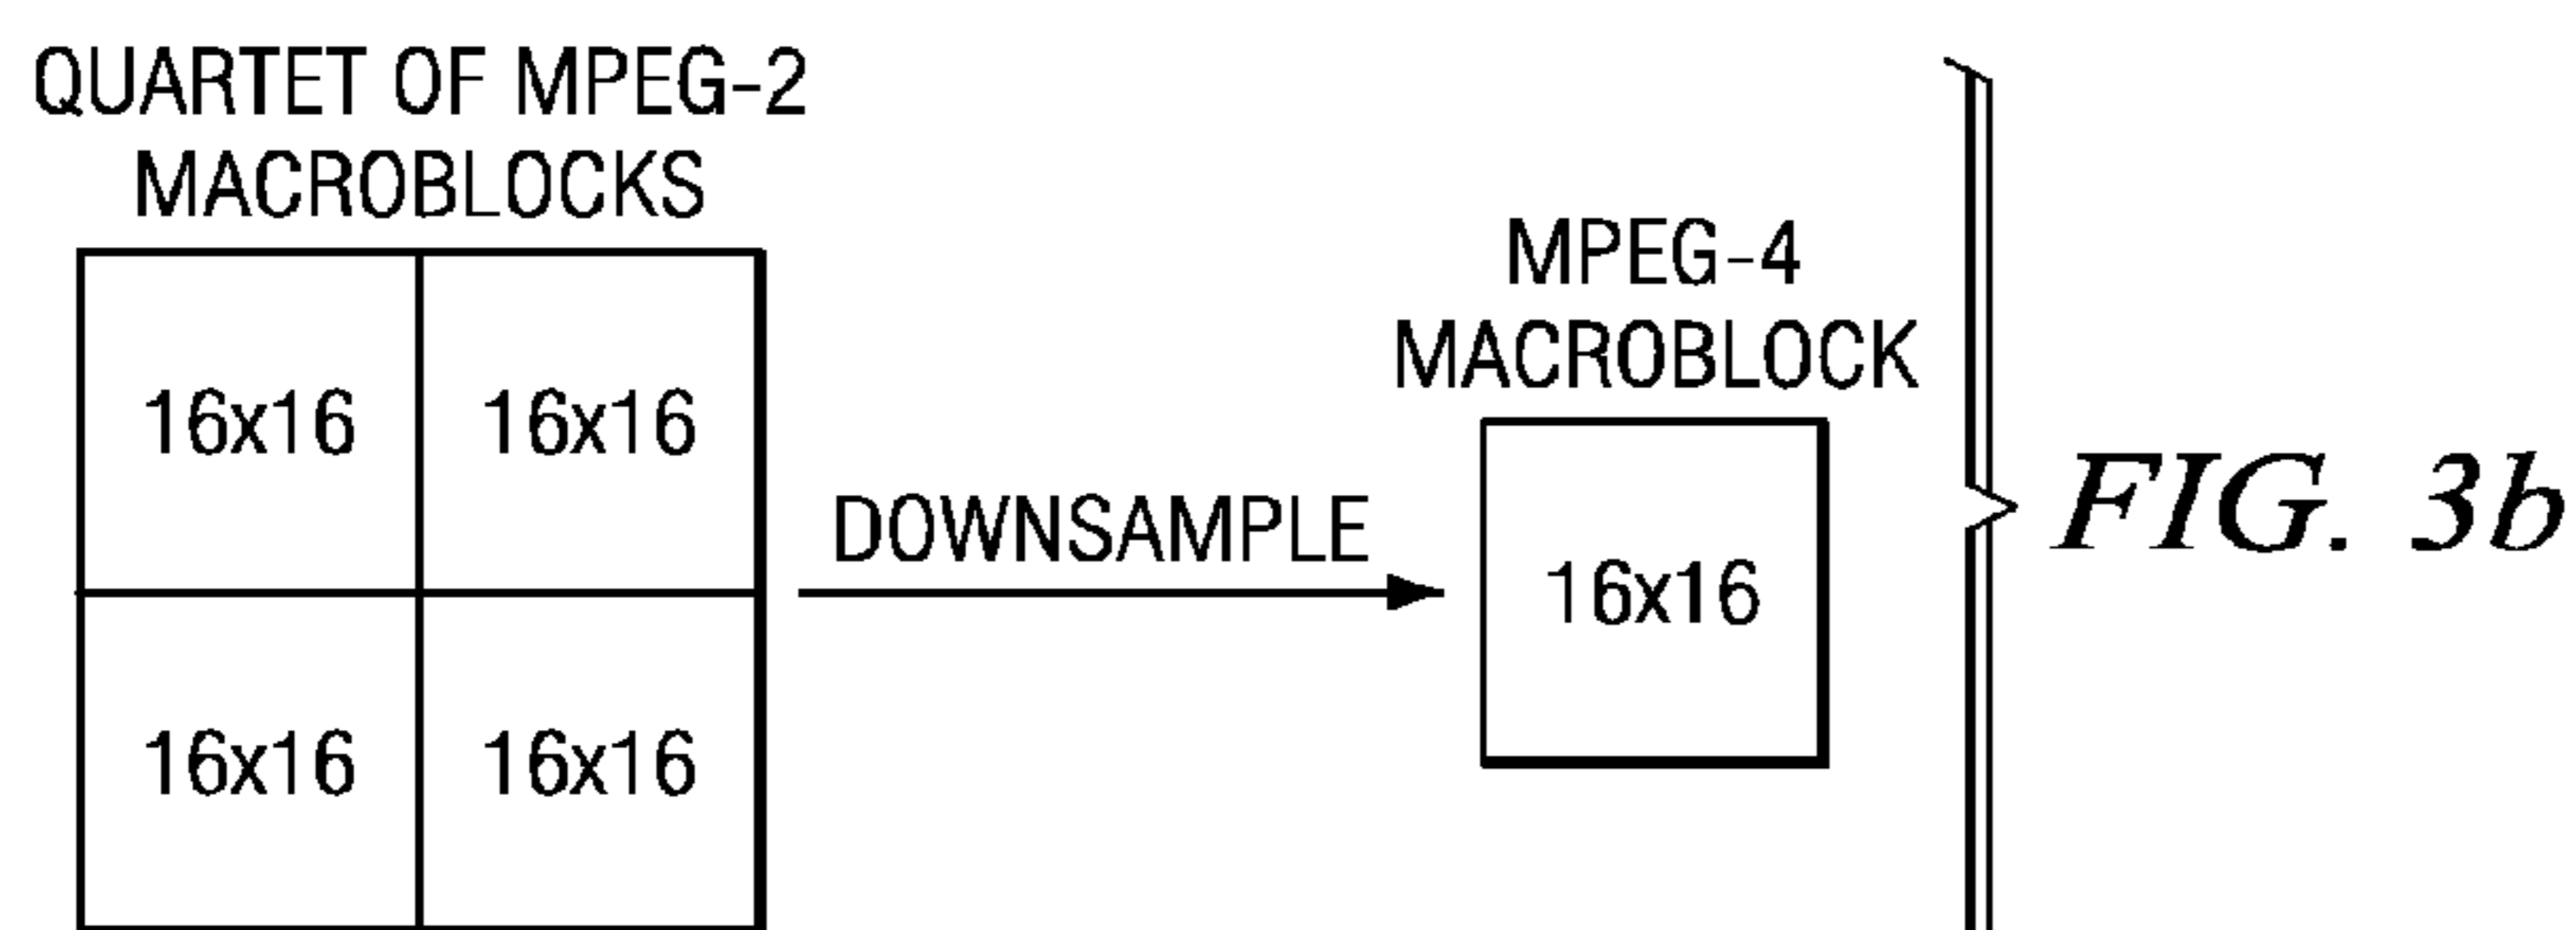 QUARTET OF MPEG-2
MACROBLOCKS
16x16 16x16
16x16 16x16
DOWNSAMPLE
MPEG-4
MACROBLOCK
16x16
FIG. 3b